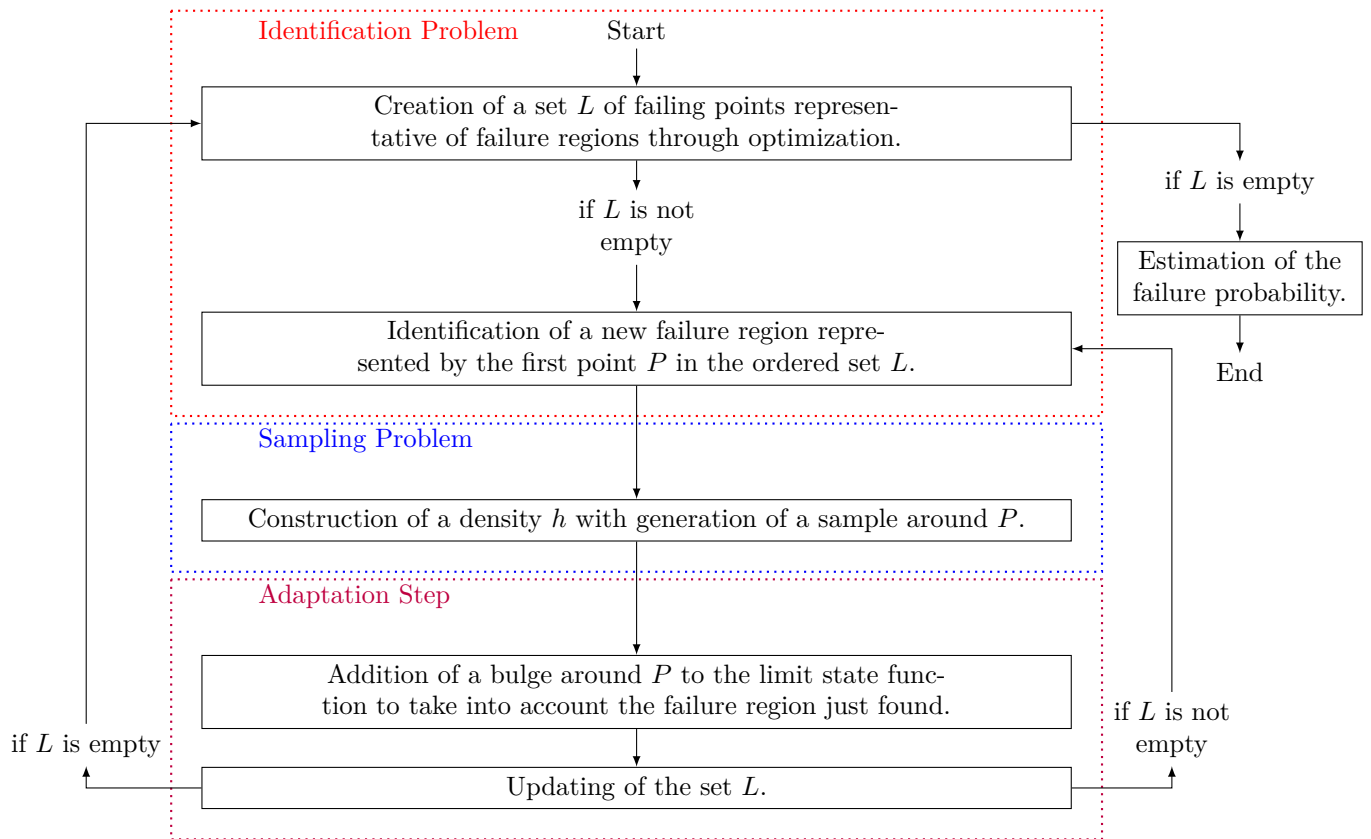 Identification Problem
Start
Creation of a set L of failing points represen-
tative of failure regions through optimization.
if L is empty
if L is not
empty
Estimation of the
failure probability.
Identification of a new failure region repre-
sented by the first point P in the ordered set L.
End
Sampling Problem
Construction of a density h with generation of a sample around P.
Adaptation Step
Addition of a bulge around P to the limit state func-
tion to take into account the failure region just found.
if L is not
empty
if L is empty
Updating of the set L.